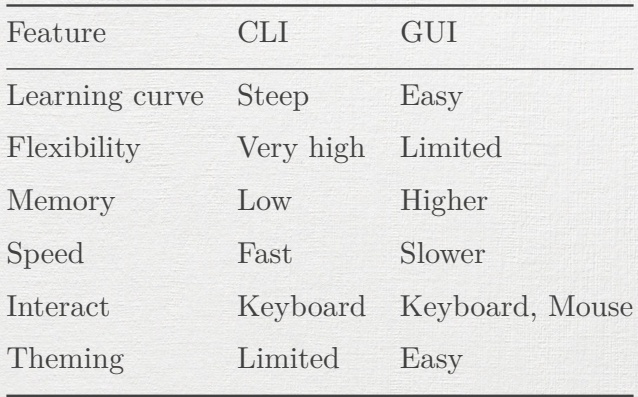 Feature CLI GUI
Learning curve Steep Easy
Flexibility Very high Limited
Memory Low Higher
Speed Fast Slower
Interact Keyboard Keyboard, Mouse
Theming Limited Easy